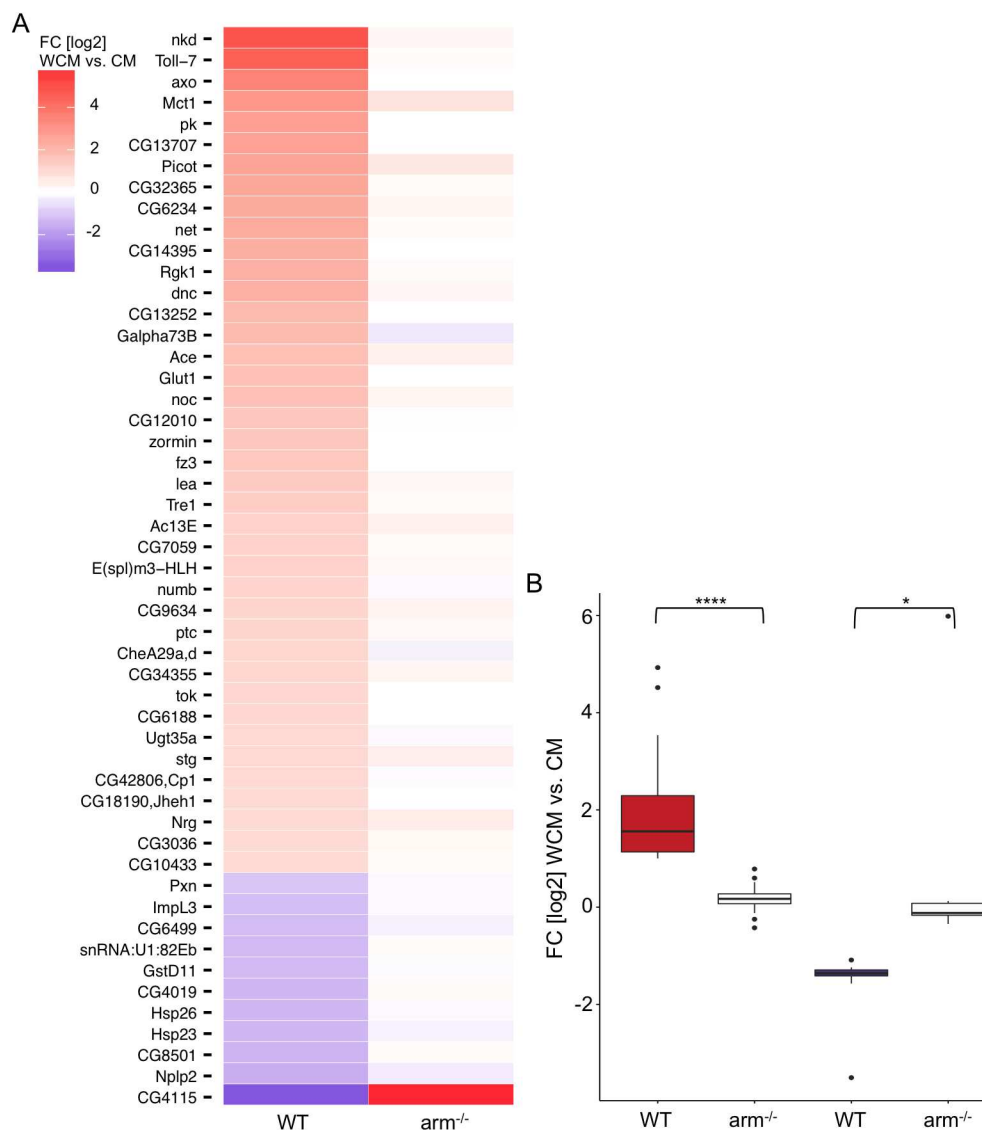 A
FC [log2]
WCM vs. CM
4
2
0
-2
nkd
Toll-7
axo
Mct1
pk
CG13707
Picot
CG32365
CG6234
net
CG14395
Rgk1
dnc
CG13252
Galpha73B
Ace
Glut1
noc
CG12010
zormin
fz3
lea
Tre1
Ac13E
CG7059
E(spl)m3-HLH
numb
CG9634
ptc
CheA29a,d
CG34355
tok
CG6188
Ugt35a
stg
CG42806,Cp1
CG18190,Jheh1
Nrg
CG3036
CG10433
Pxn
ImpL3
CG6499
snRNA:U1:82Eb
GstD11
CG4019
Hsp26
Hsp23
CG8501
Nplp2
CG4115
WT arm-/-
B
**** *
FC [log2] WCM vs. CM
6
4
2
0
-2
WT arm-/- WT arm-/-